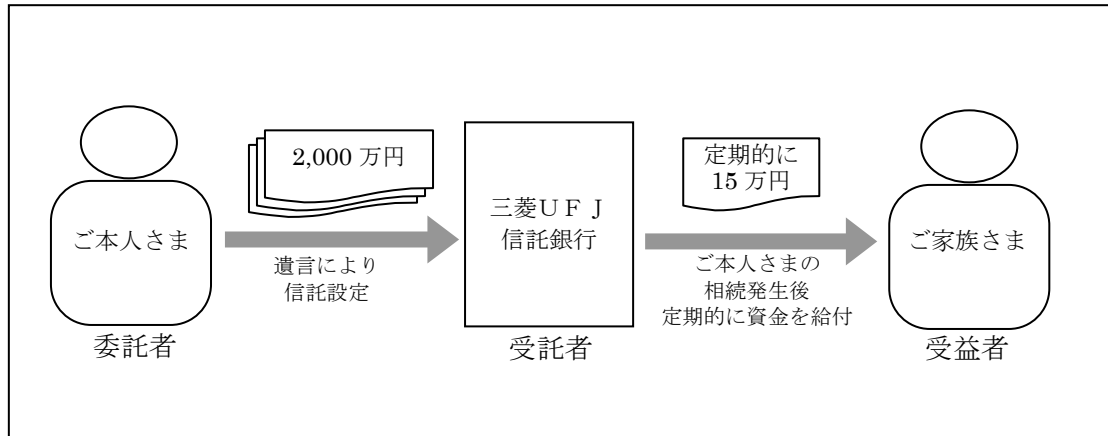 2,000 万円
定期的に
15 万円
ご本人さま
三菱ＵＦＪ
信託銀行
ご家族さま
遺言により
信託設定
ご本人さまの
相続発生後
定期的に資金を給付
委託者
受託者
受益者